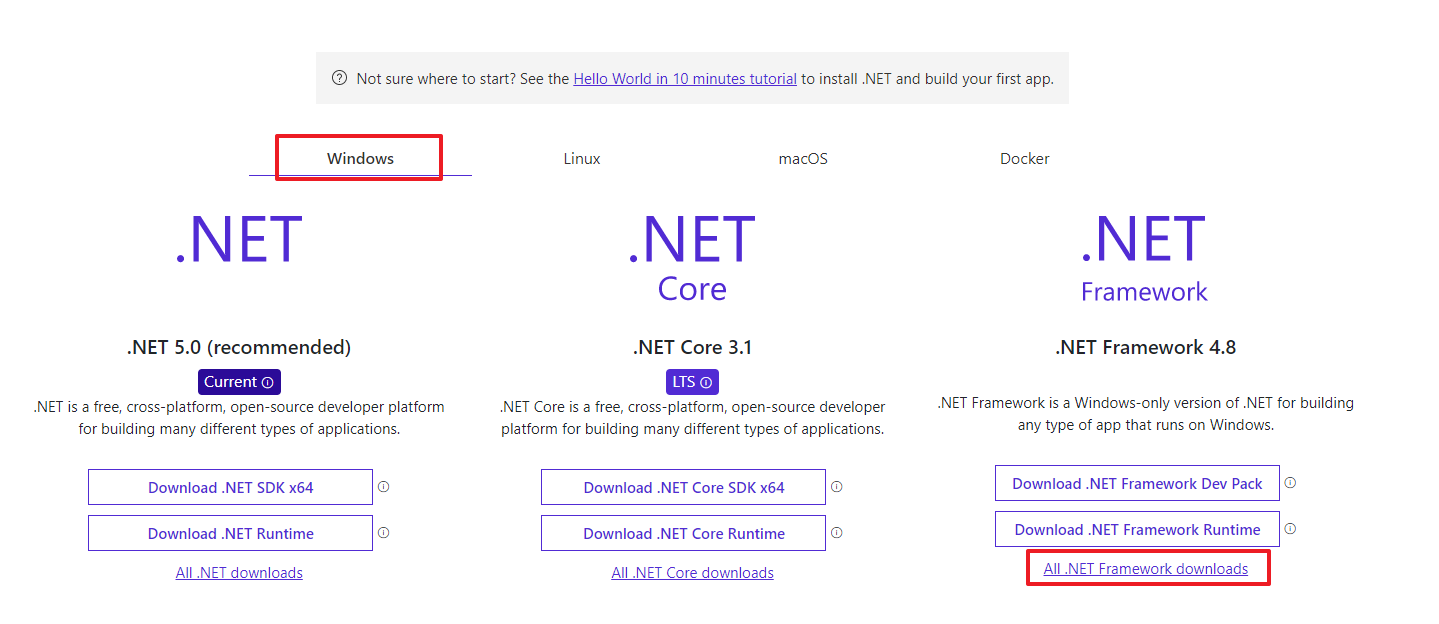 Not sure where to start? See the Hello World in 10 minutes tutorial to install .NET and build your first app.
Windows
Linux
macOS
Docker
.NET
.NET 5.0 (recommended)
Current
.NET is a free, cross-platform, open-source developer platform
for building many different types of applications.
Download .NET SDK x64
Download .NET Runtime
All .NET downloads
.NET
Core
.NET Core 3.1
LTS
.NET Core is a free, cross-platform, open-source developer
platform for building many different types of applications.
Download .NET Core SDK x64
Download .NET Core Runtime
All .NET Core downloads
.NET
Framework
.NET Framework 4.8
.NET Framework is a Windows-only version of .NET for building
any type of app that runs on Windows.
Download .NET Framework Dev Pack
Download .NET Framework Runtime
All .NET Framework downloads